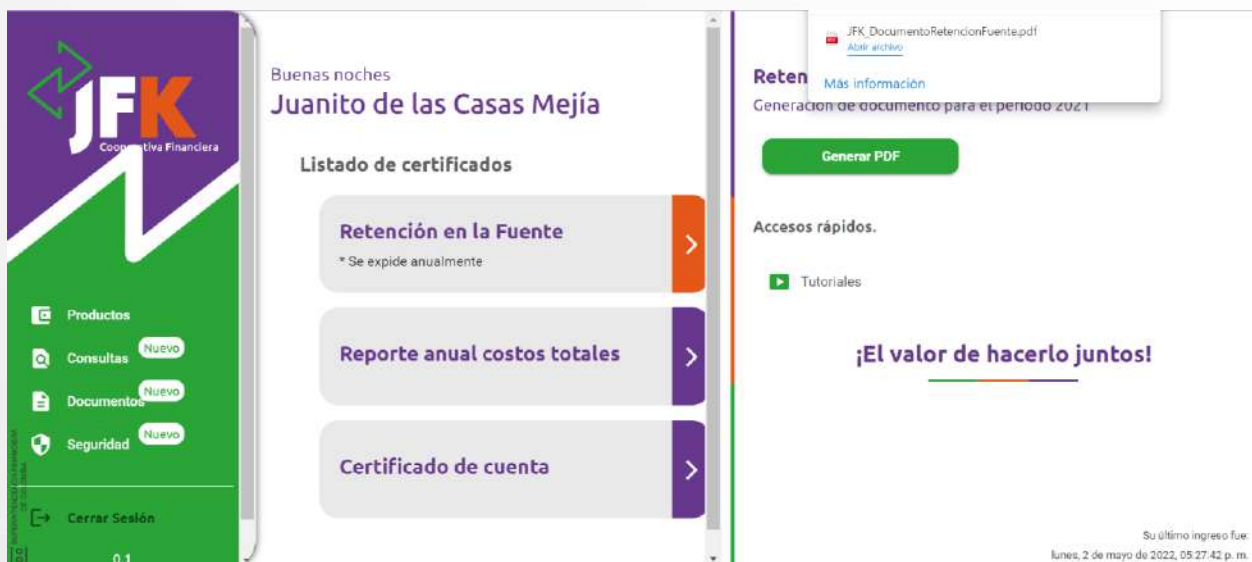 JFK
Cooperativa Financiera
Productos
Consultas
Nuevo
Documentos
Nuevo
Seguridad
Nuevo
Cerrar Sesión
0.1
Buenas noches
Juanito de las Casas Mejía
Listado de certificados
Retención en la Fuente
* Se expide anualmente
Reporte anual costos totales
Certificado de cuenta
JFK_DocumentoRetencionFuente.pdf
Abrir archivo
Más información
Reten
Generación de documento para el periodo 2021
Generar PDF
Accesos rápidos.
Tutoriales
¡El valor de hacerlo juntos!
Su último ingreso fue:
lunes, 2 de mayo de 2022, 05:27:42 p. m.